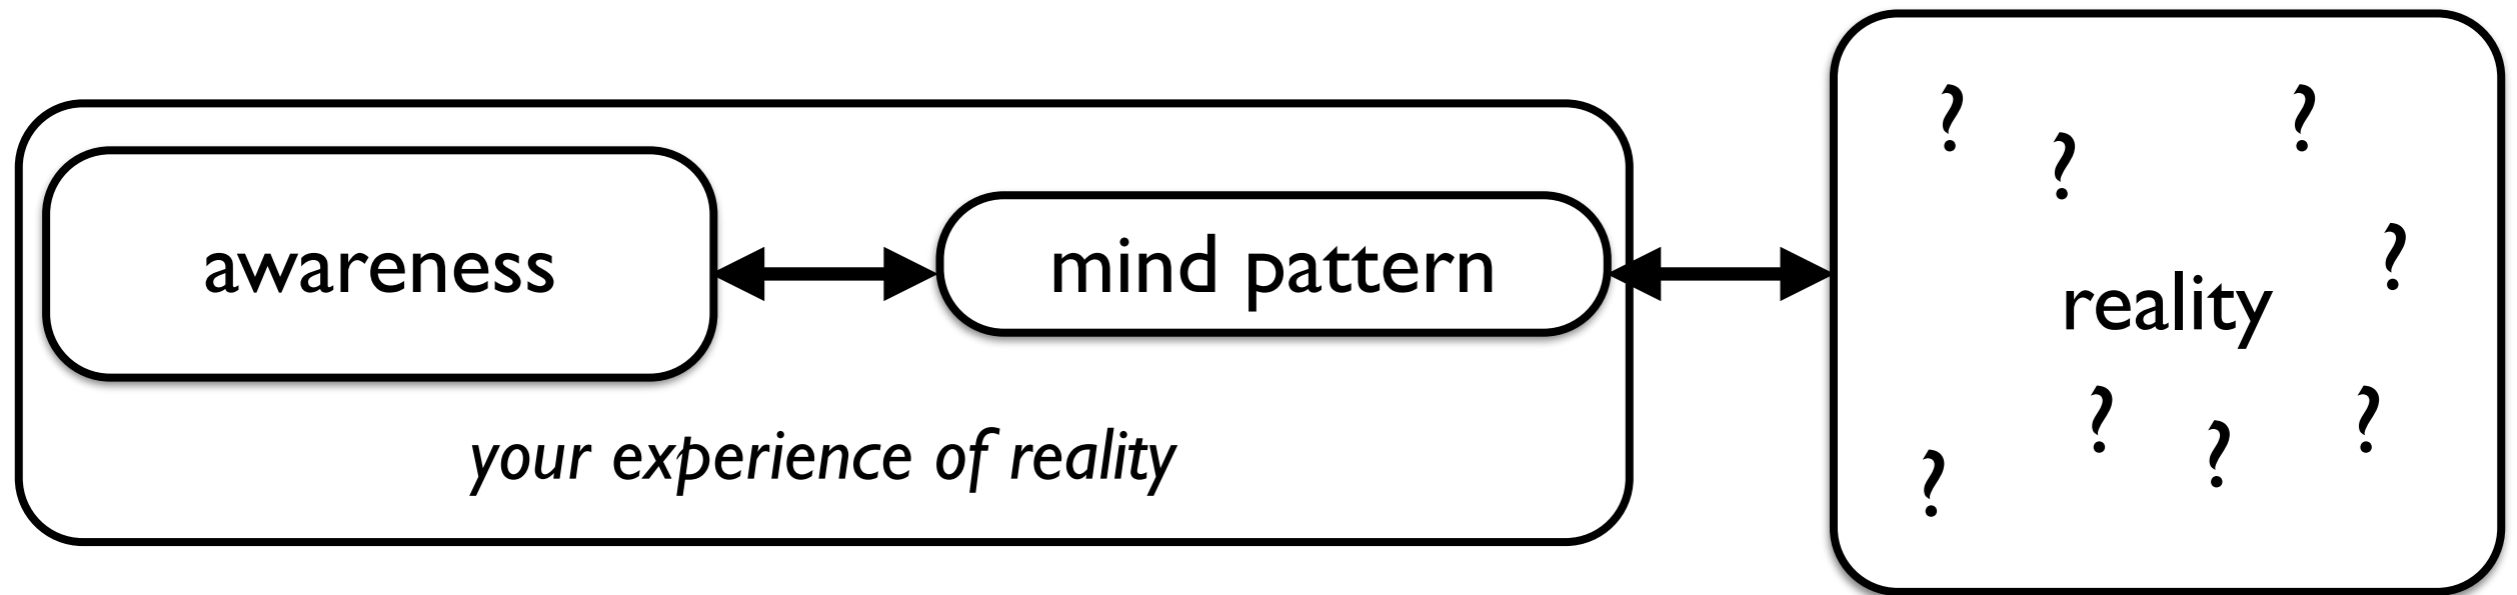 awareness
mind pattern
your experience of reality
? ? ? ? reality ? ? ? ?